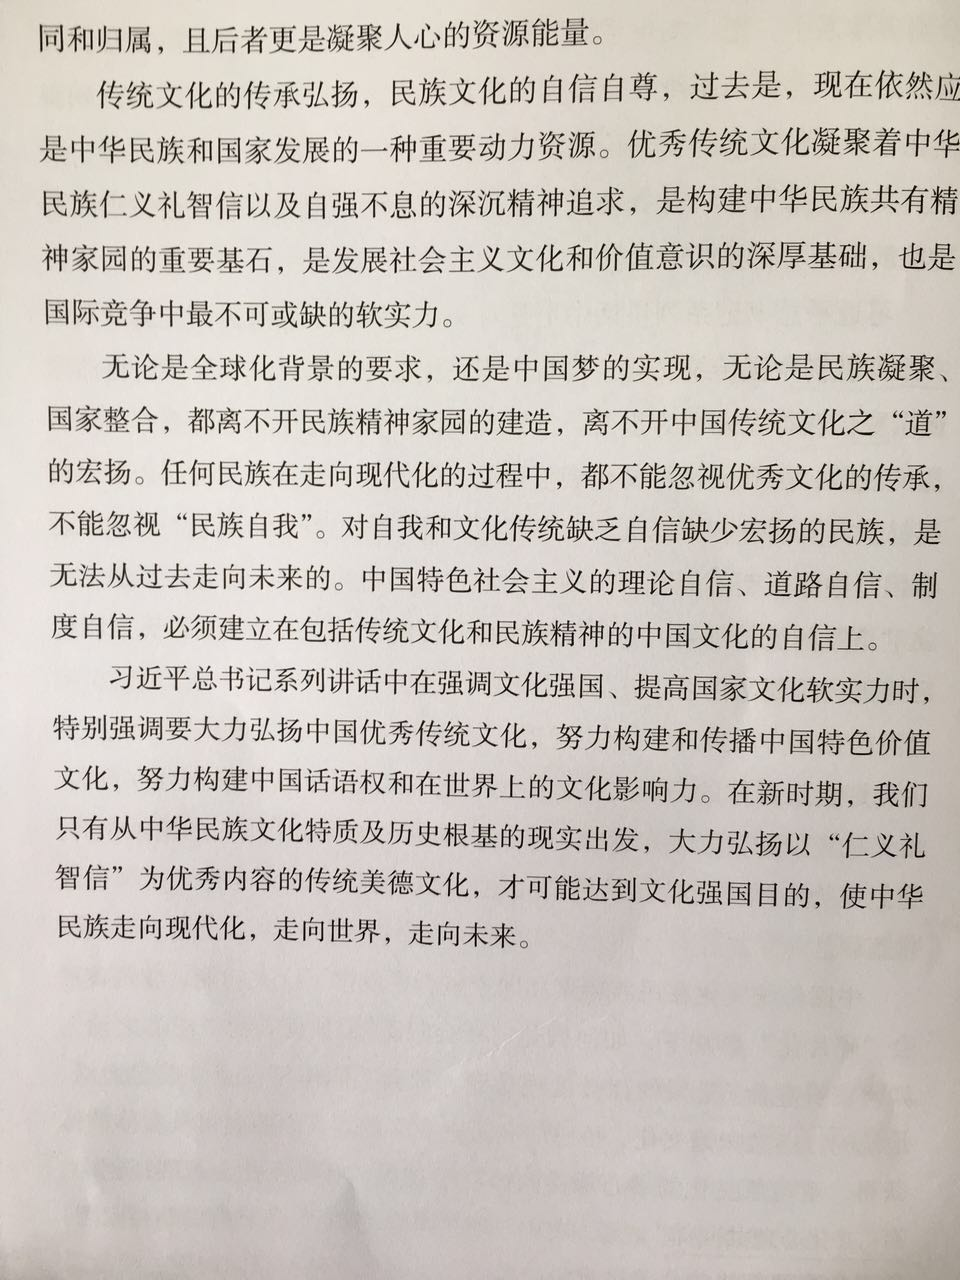 同和归属，且后者更是凝聚人心的资源能量。
传统文化的传承弘扬，民族文化的自信自尊，过去是，现在依然应
是中华民族和国家发展的一种重要动力资源。优秀传统文化凝聚着中华
民族仁义礼智信以及自强不息的深沉精神追求，是构建中华民族共有精
神家园的重要基石，是发展社会主义文化和价值意识的深厚基础，也是
国际竞争中最不可或缺的软实力。
无论是全球化背景的要求，还是中国梦的实现，无论是民族凝聚、
国家整合，都离不开民族精神家园的建造，离不开中国传统文化之“道”
的宏扬。任何民族在走向现代化的过程中，都不能忽视优秀文化的传承，
不能忽视“民族自我”。对自我和文化传统缺乏自信缺少宏扬的民族，是
无法从过去走向未来的。中国特色社会主义的理论自信、道路自信、制
度自信，必须建立在包括传统文化和民族精神的中国文化的自信上。
习近平总书记系列讲话中在强调文化强国、提高国家文化软实力时，
特别强调要大力弘扬中国优秀传统文化，努力构建和传播中国特色价值
文化，努力构建中国话语权和在世界上的文化影响力。在新时期，我们
只有从中华民族文化特质及历史根基的现实出发，大力弘扬以“仁义礼
智信”为优秀内容的传统美德文化，才可能达到文化强国目的，使中华
民族走向现代化，走向世界，走向未来。